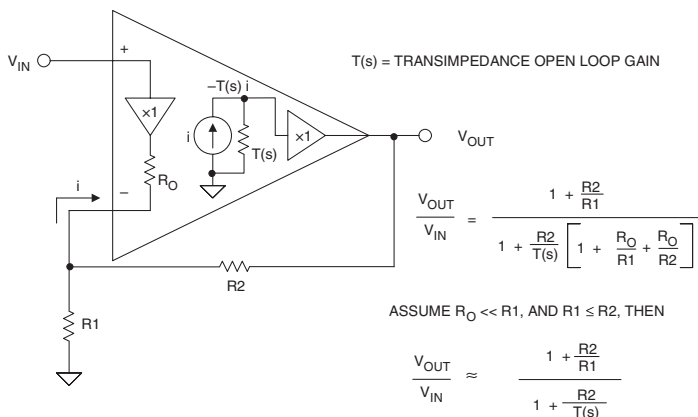 T(s) = TRANSIMPEDANCE OPEN LOOP GAIN
V_IN
+
−T(s) i
×1
i
T(s)
×1
V_OUT
R_O
i
−
R2
R1
V_OUT / V_IN = (1 + R2/R1) / (1 + R2/T(s) [1 + R_O/R1 + R_O/R2])
ASSUME R_O << R1, AND R1 ≤ R2, THEN
V_OUT / V_IN ≈ (1 + R2/R1) / (1 + R2/T(s))